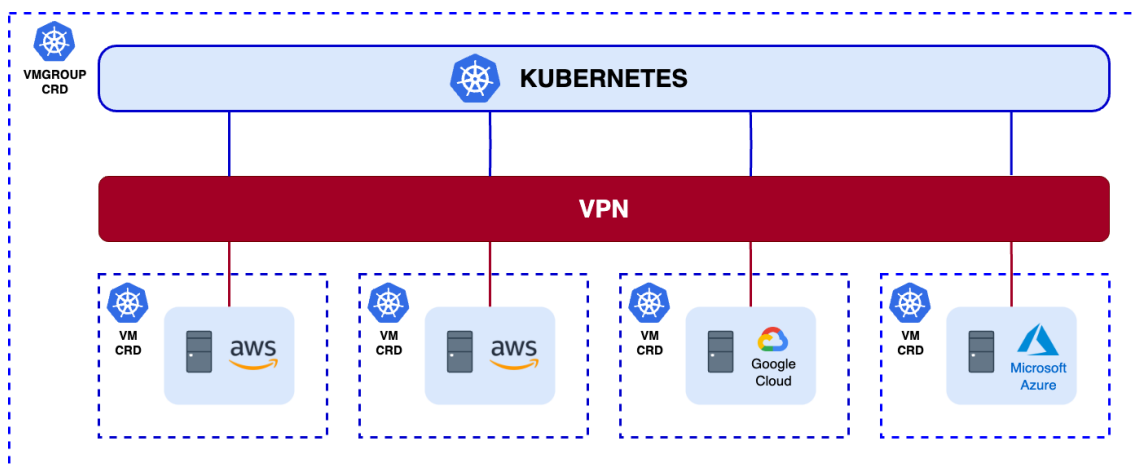 VMGROUP
CRD
KUBERNETES
VPN
VM
CRD
aws
VM
CRD
aws
VM
CRD
Google
Cloud
VM
CRD
Microsoft
Azure